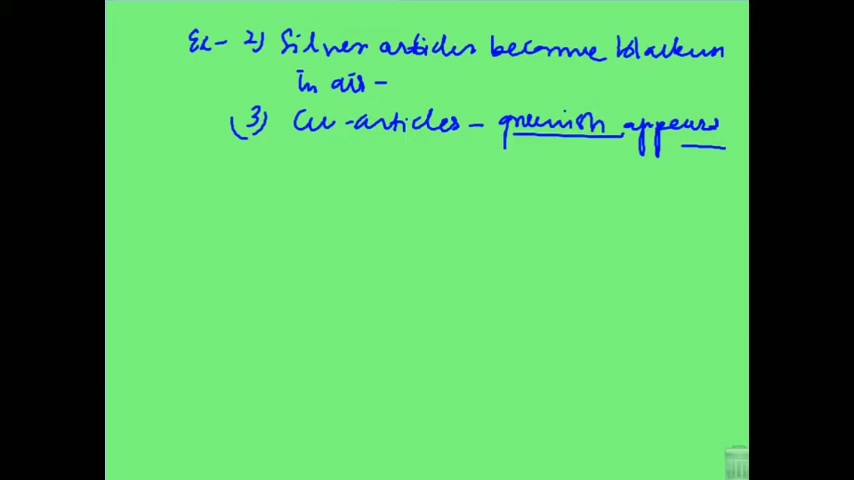 Ex- 2) Silver articles become blacken
in air -
(3) Cu-articles - greenish appears